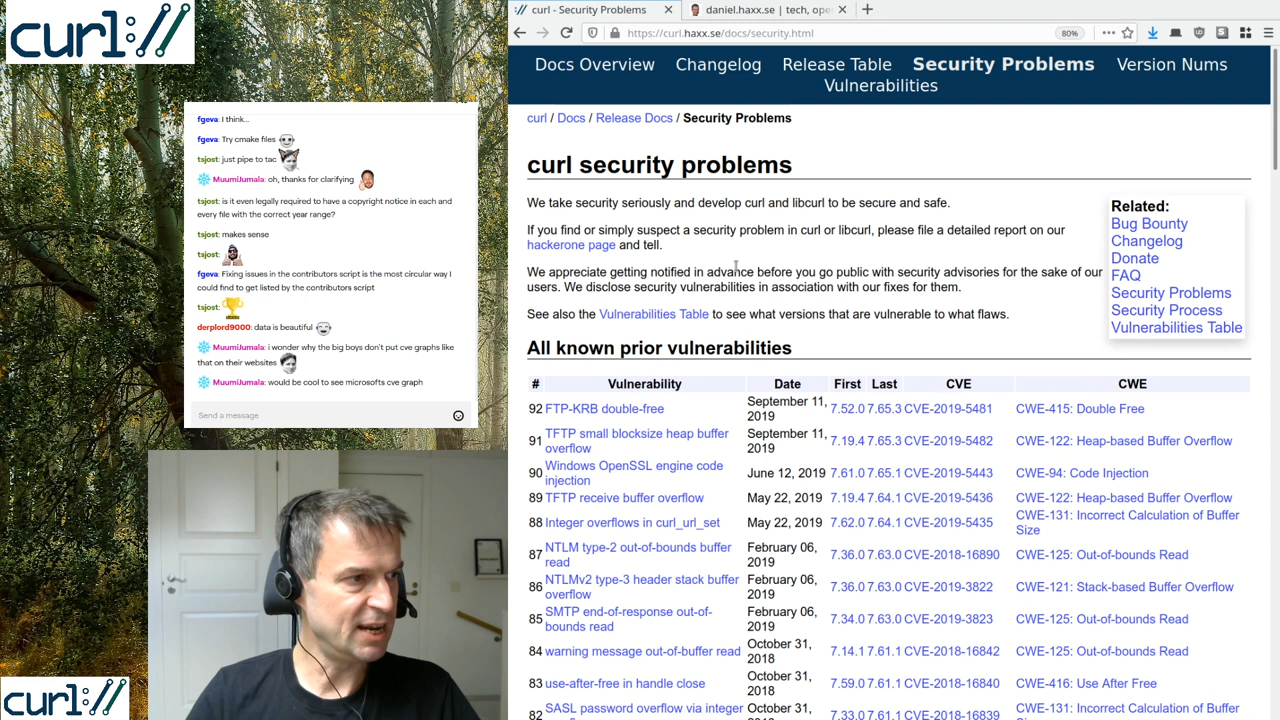 curl://
fgeva: I think...
fgeva: Try cmake files
tsjost: just pipe to tac
MuumiJumala: oh, thanks for clarifying
tsjost: is it even legally required to have a copyright notice in each and
every file with the correct year range?
tsjost: makes sense
tsjost:
fgeva: Fixing issues in the contributors script is the most circular way I
could find to get listed by the contributors script
tsjost:
derplord9000: data is beautiful
MuumiJumala: i wonder why the big boys don't put cve graphs like
that on their websites
MuumiJumala: would be cool to see microsofts cve graph
Send a message
curl://
curl - Security Problems
daniel.haxx.se | tech, ope
https://curl.haxx.se/docs/security.html
80%
Docs Overview Changelog Release Table Security Problems Version Nums
Vulnerabilities
curl / Docs / Release Docs / Security Problems
curl security problems
We take security seriously and develop curl and libcurl to be secure and safe.
If you find or simply suspect a security problem in curl or libcurl, please file a detailed report on our
hackerone page and tell.
We appreciate getting notified in advance before you go public with security advisories for the sake of our
users. We disclose security vulnerabilities in association with our fixes for them.
See also the Vulnerabilities Table to see what versions that are vulnerable to what flaws.
Related:
Bug Bounty
Changelog
Donate
FAQ
Security Problems
Security Process
Vulnerabilities Table
All known prior vulnerabilities
# Vulnerability Date First Last CVE CWE
92 FTP-KRB double-free September 11, 2019 7.52.0 7.65.3 CVE-2019-5481 CWE-415: Double Free
91 TFTP small blocksize heap buffer overflow September 11, 2019 7.19.4 7.65.3 CVE-2019-5482 CWE-122: Heap-based Buffer Overflow
90 Windows OpenSSL engine code injection June 12, 2019 7.61.0 7.65.1 CVE-2019-5443 CWE-94: Code Injection
89 TFTP receive buffer overflow May 22, 2019 7.19.4 7.64.1 CVE-2019-5436 CWE-122: Heap-based Buffer Overflow
88 Integer overflows in curl_url_set May 22, 2019 7.62.0 7.64.1 CVE-2019-5435 CWE-131: Incorrect Calculation of Buffer Size
87 NTLM type-2 out-of-bounds buffer read February 06, 2019 7.36.0 7.63.0 CVE-2018-16890 CWE-125: Out-of-bounds Read
86 NTLMv2 type-3 header stack buffer overflow February 06, 2019 7.36.0 7.63.0 CVE-2019-3822 CWE-121: Stack-based Buffer Overflow
85 SMTP end-of-response out-of-bounds read February 06, 2019 7.34.0 7.63.0 CVE-2019-3823 CWE-125: Out-of-bounds Read
84 warning message out-of-buffer read October 31, 2018 7.14.1 7.61.1 CVE-2018-16842 CWE-125: Out-of-bounds Read
83 use-after-free in handle close October 31, 2018 7.59.0 7.61.1 CVE-2018-16840 CWE-416: Use After Free
82 SASL password overflow via integer October 31, 7.33.0 7.61.1 CVE-2018-16839 CWE-131: Incorrect Calculation of Buffer